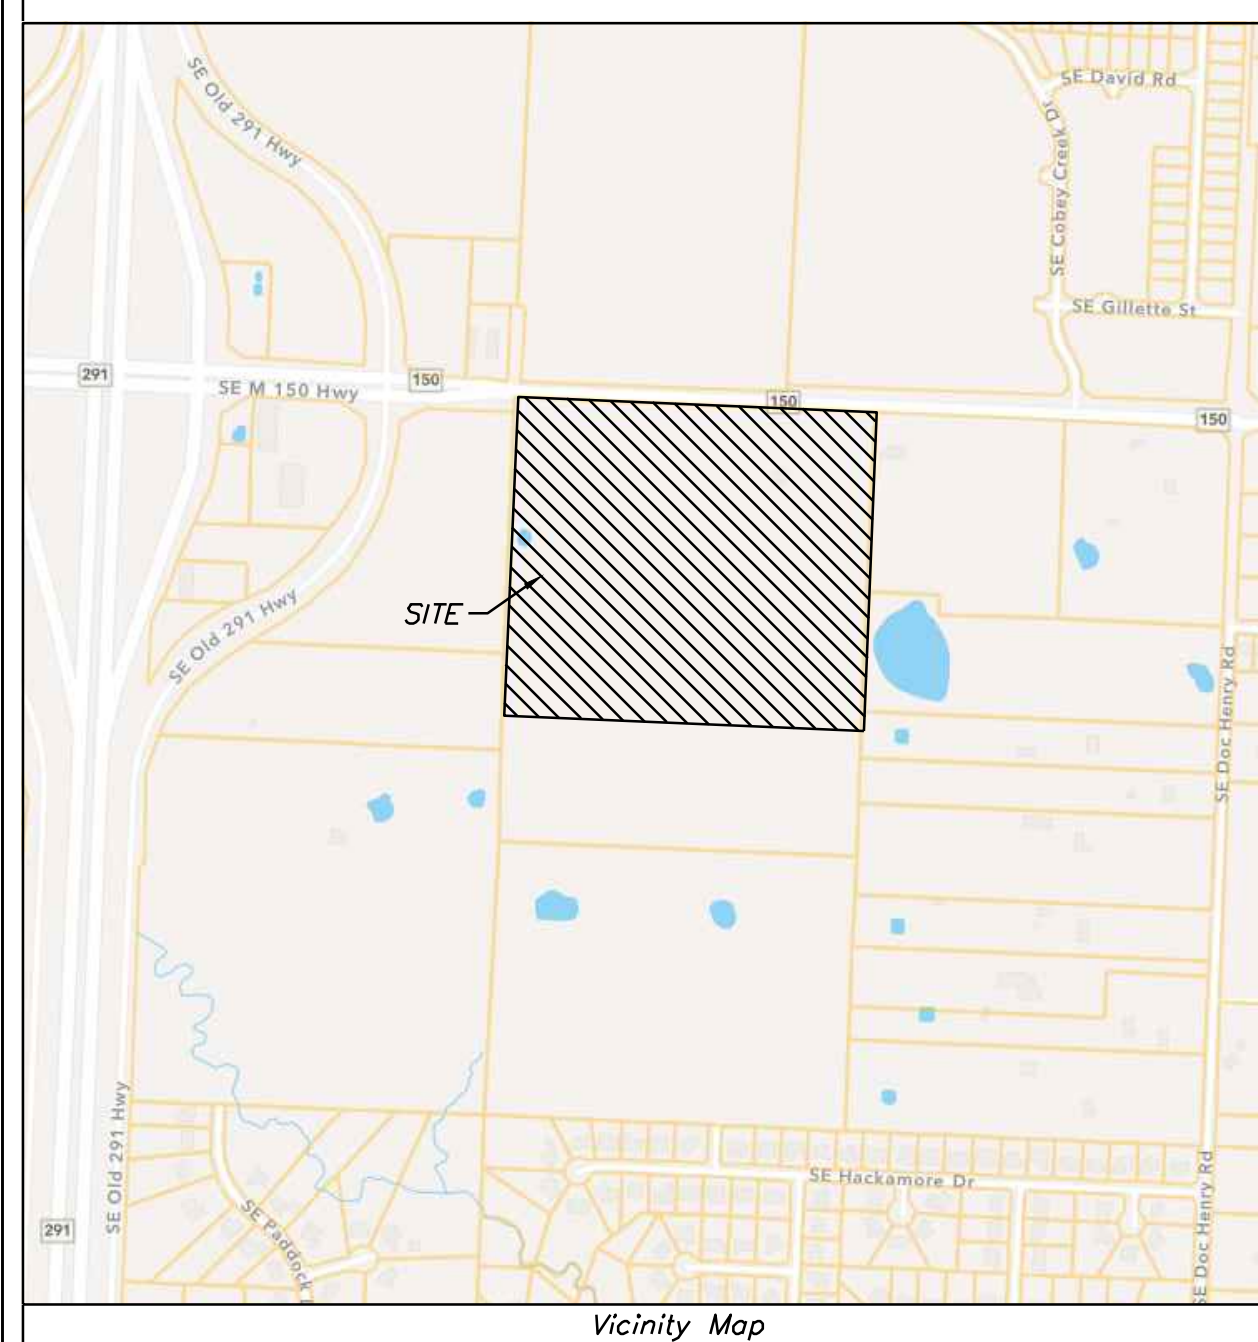 SE David Rd
SE Old 291 Hwy
SE Cobey Creek Dr
SE Gillette St
291
SE M 150 Hwy
150
150
150
SITE
SE Old 291 Hwy
SE Doc Henry Rd
SE Old 291 Hwy
SE Hackamore Dr
SE Doc Henry Rd
291
SE Paddock
Vicinity Map